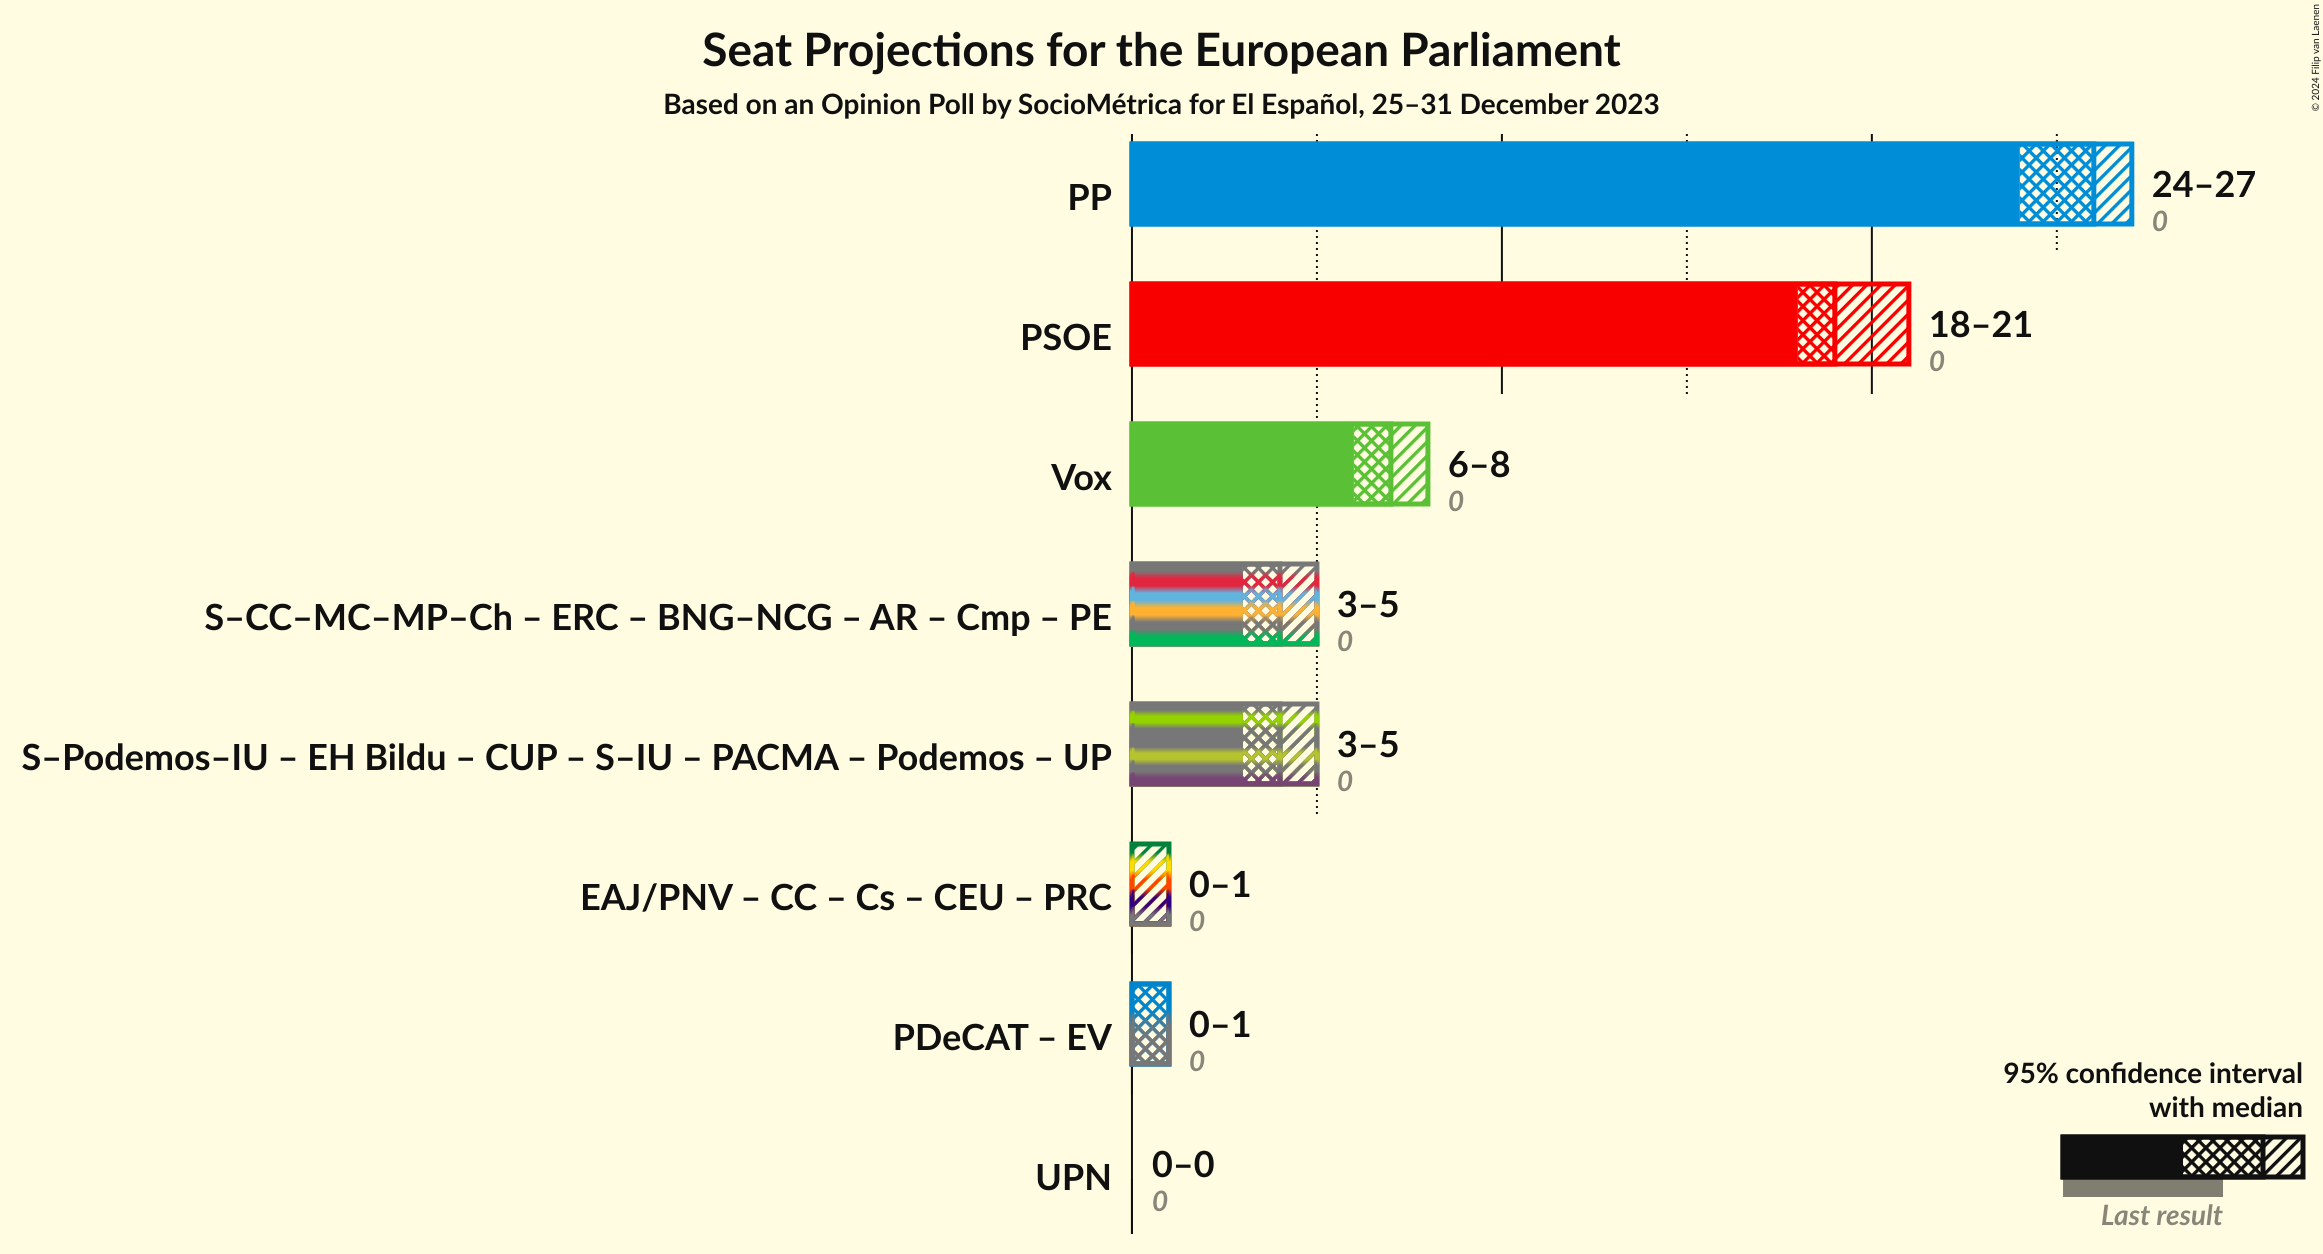 Seat Projections for the European Parliament
Based on an Opinion Poll by SocioMétrica for El Español, 25–31 December 2023
© 2024 Filip van Laenen
PP
24–27
0
PSOE
18–21
0
Vox
6–8
0
S–CC–MC–MP–Ch – ERC – BNG–NCG – AR – Cmp – PE
3–5
0
S–Podemos–IU – EH Bildu – CUP – S–IU – PACMA – Podemos – UP
3–5
0
EAJ/PNV – CC – Cs – CEU – PRC
0–1
0
PDeCAT – EV
0–1
0
UPN
0–0
0
95% confidence interval
with median
Last result